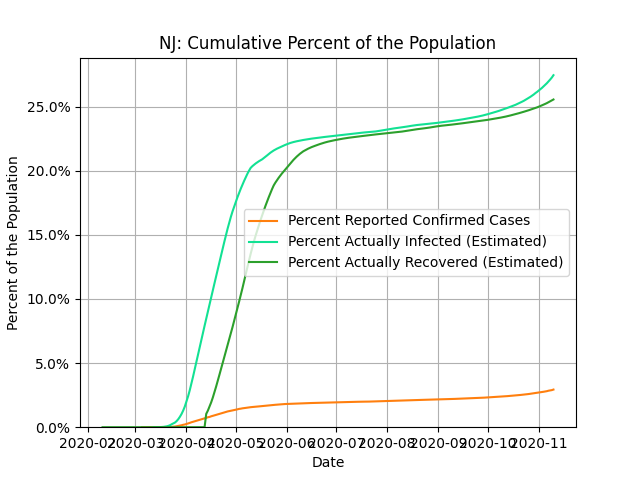 NJ: Cumulative Percent of the Population
Percent of the Population
25.0%
20.0%
15.0%
10.0%
5.0%
0.0%
Percent Reported Confirmed Cases
Percent Actually Infected (Estimated)
Percent Actually Recovered (Estimated)
2020-02 2020-03 2020-04 2020-05 2020-06 2020-07 2020-08 2020-09 2020-10 2020-11
Date